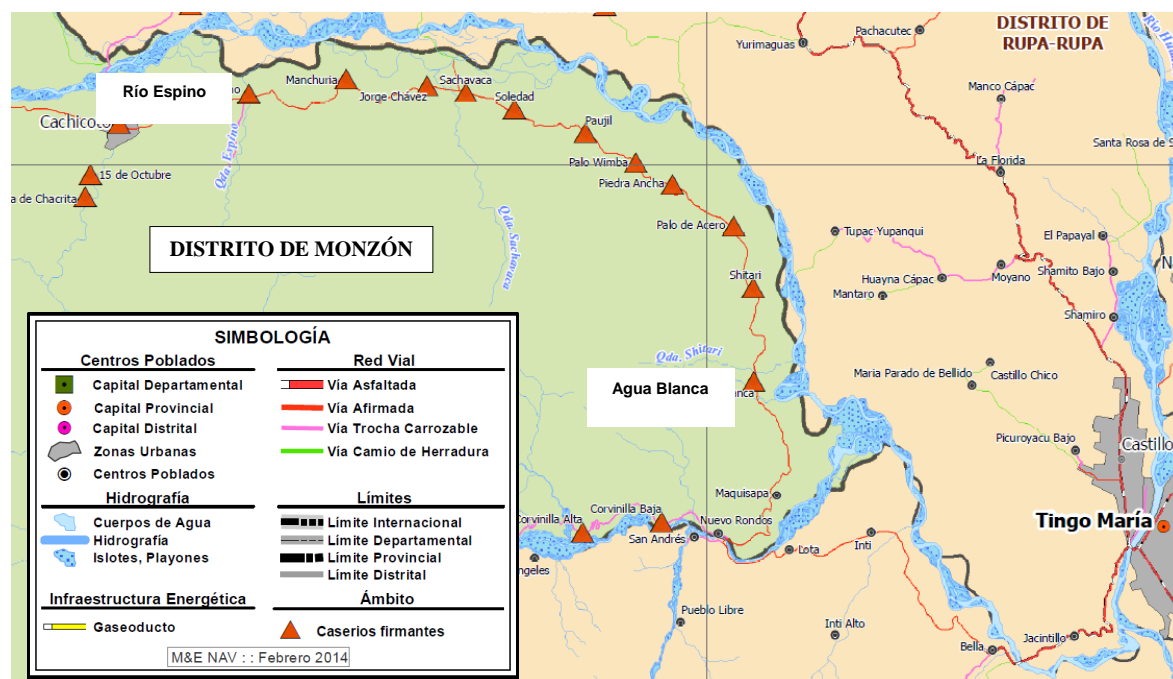 DISTRITO DE
RUPA-RUPA
Yurimaguas
Pachacutec
Manco Cápac
Santa Rosa de S
La Florida
Río Espino
Manchuria
Jorge Chávez
Sachavaca
Soledad
Paujil
Palo Wimba
Piedra Ancha
Palo de Acero
Cachicoto
15 de Octubre
a de Chacrita
Qda. Espino
Qda. Sachavaca
DISTRITO DE MONZÓN
Tupac Yupanqui
El Papayal
Huayna Cápac
Moyano
Shamito Bajo
Mantaro
Shamiro
Shitari
Qda. Shitari
Agua Blanca
Maria Parado de Bellido
Castillo Chico
Picuroyacu Bajo
Castillo
Tingo María
Maquisapa
Corvinilla Alta
Corvinilla Baja
San Andrés
Nuevo Rondos
Lota
Inti
ngeles
Pueblo Libre
Inti Alto
Bella
Jacintillo
SIMBOLOGÍA
Centros Poblados
Capital Departamental
Capital Provincial
Capital Distrital
Zonas Urbanas
Centros Poblados
Red Vial
Vía Asfaltada
Vía Afirmada
Vía Trocha Carrozable
Vía Camio de Herradura
Hidrografía
Cuerpos de Agua
Hidrografía
Islotes, Playones
Límites
Límite Internacional
Límite Departamental
Límite Provincial
Límite Distrital
Infraestructura Energética
Gaseoducto
Ámbito
Caserios firmantes
M&E NAV : : Febrero 2014